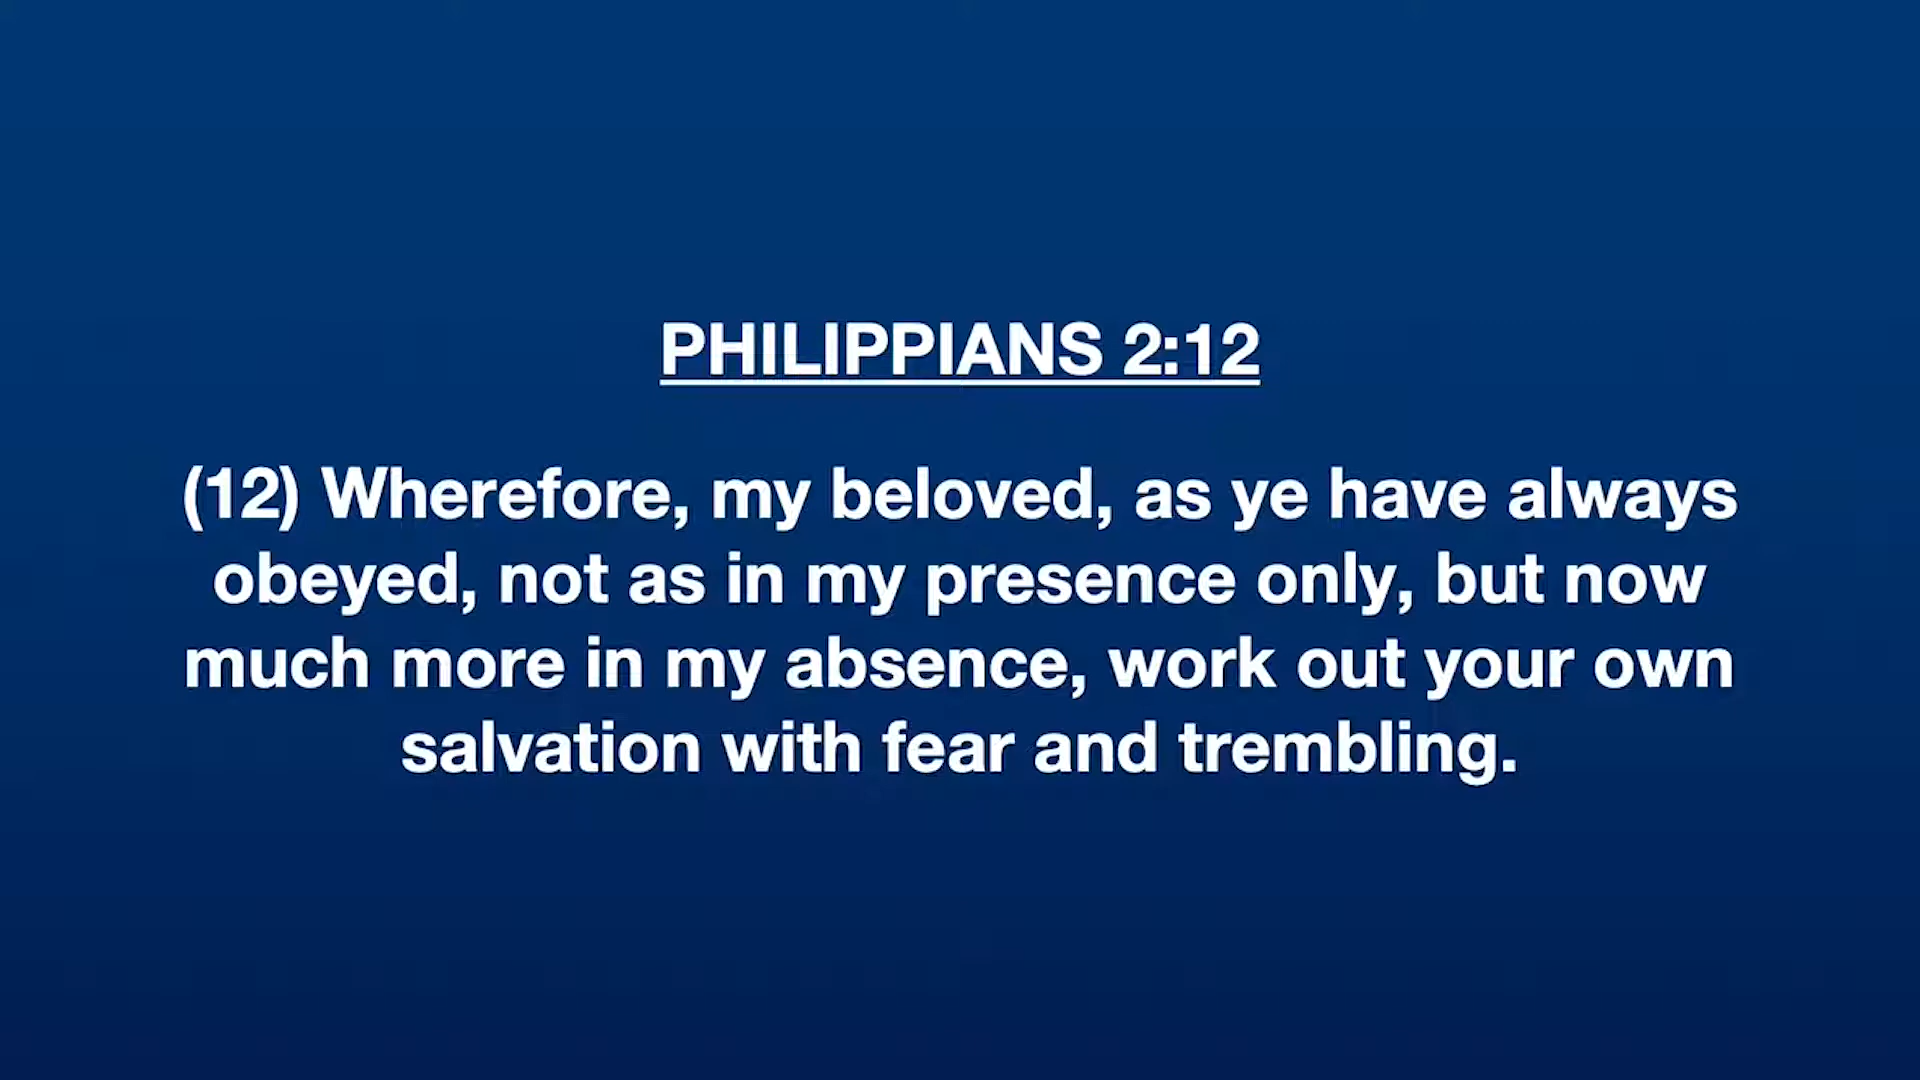 PHILIPPIANS 2:12
(12) Wherefore, my beloved, as ye have always
obeyed, not as in my presence only, but now
much more in my absence, work out your own
salvation with fear and trembling.